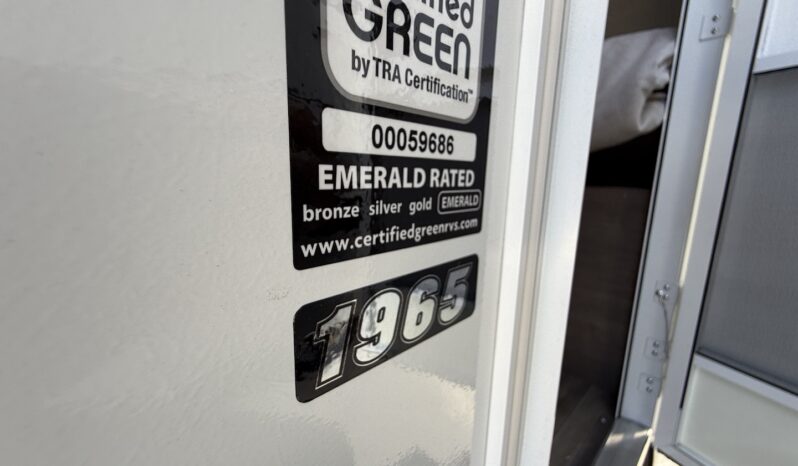 GREEN
by TRA Certification™
00059686
EMERALD RATED
bronze silver gold EMERALD
www.certifiedgreenrvs.com
1965